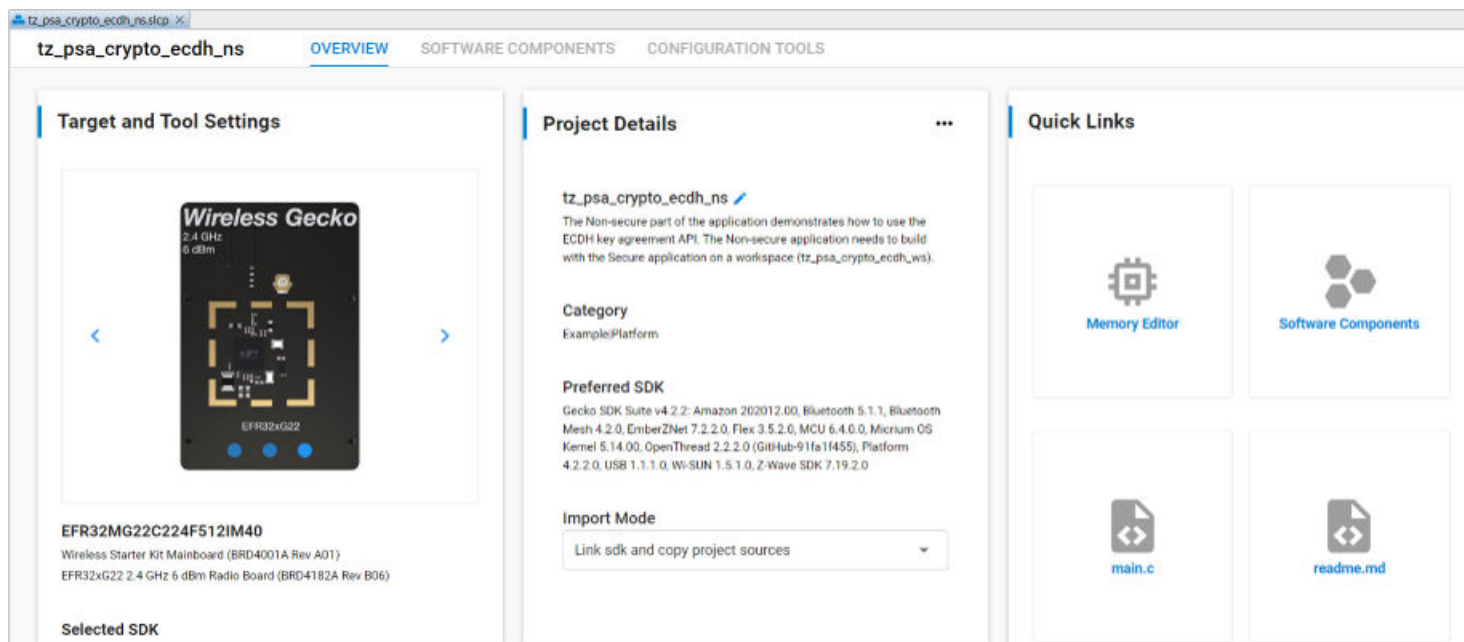 tz_psa_crypto_ecdh_ns.slcp
tz_psa_crypto_ecdh_ns
OVERVIEW
SOFTWARE COMPONENTS
CONFIGURATION TOOLS
Target and Tool Settings
Wireless Gecko
2.4 GHz
6 dBm
EFR32xG22
EFR32MG22C224F512IM40
Wireless Starter Kit Mainboard (BRD4001A Rev A01)
EFR32xG22 2.4 GHz 6 dBm Radio Board (BRD4182A Rev B06)
Selected SDK
Project Details
tz_psa_crypto_ecdh_ns
The Non-secure part of the application demonstrates how to use the
ECDH key agreement API. The Non-secure application needs to build
with the Secure application on a workspace (tz_psa_crypto_ecdh_ws).
Category
Example|Platform
Preferred SDK
Gecko SDK Suite v4.2.2: Amazon 202012.00, Bluetooth 5.1.1, Bluetooth
Mesh 4.2.0, EmberZNet 7.2.2.0, Flex 3.5.2.0, MCU 6.4.0.0, Micrium OS
Kernel 5.14.00, OpenThread 2.2.2.0 (GitHub-91fa1f455), Platform
4.2.2.0, USB 1.1.1.0, Wi-SUN 1.5.1.0, Z-Wave SDK 7.19.2.0
Import Mode
Link sdk and copy project sources
Quick Links
Memory Editor
Software Components
main.c
readme.md